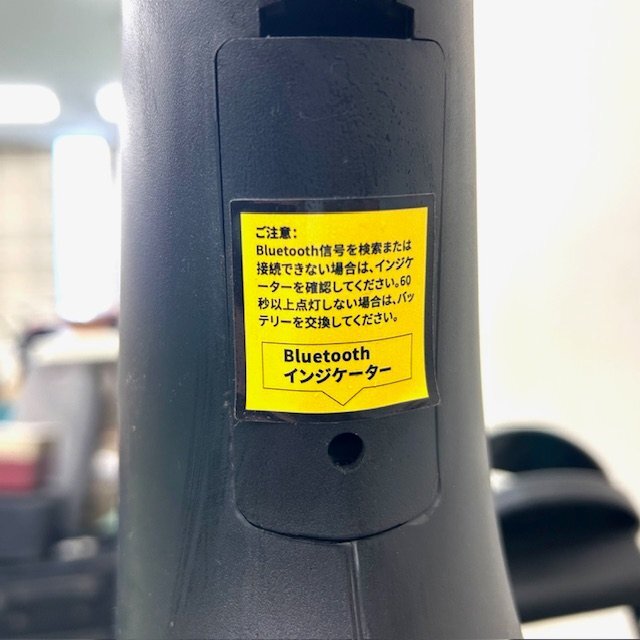 ご注意：
Bluetooth信号を検索または
接続できない場合は、インジケ
ーターを確認してください。60
秒以上点灯しない場合は、バッ
テリーを交換してください。
Bluetooth
インジケーター